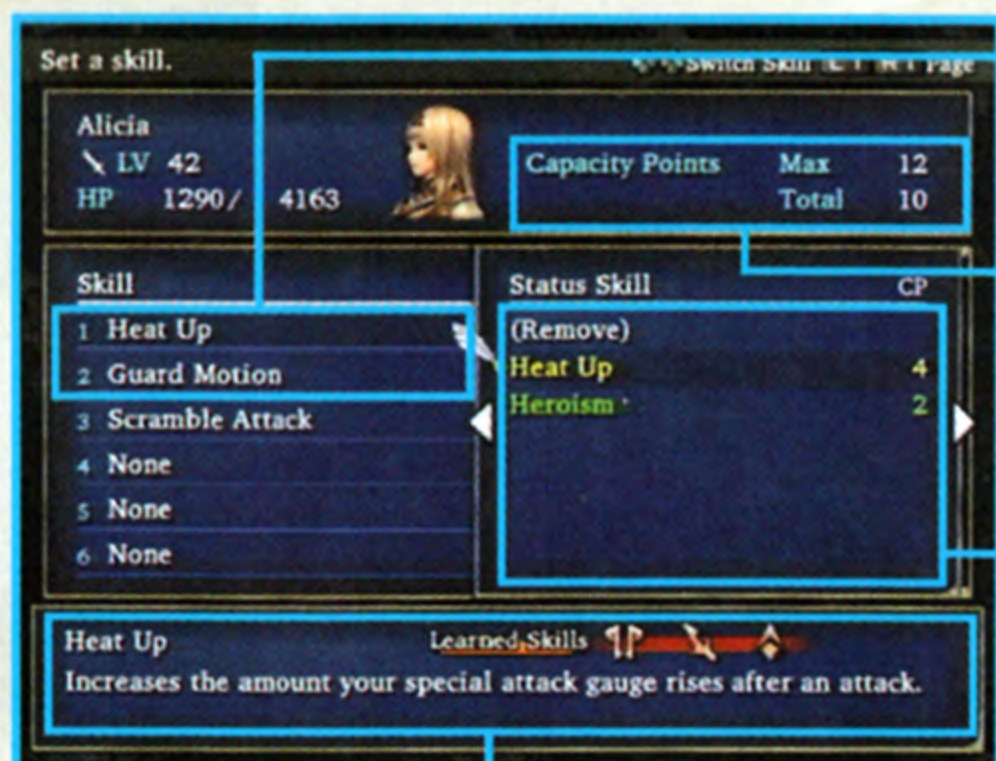 Set a skill.
Switch Skill L1 R1 Page
Alicia
LV 42
HP 1290/ 4163
Capacity Points Max 12
Total 10
Skill
1 Heat Up
2 Guard Motion
3 Scramble Attack
4 None
5 None
6 None
Status Skill CP
(Remove)
Heat Up 4
Heroism 2
Heat Up Learned Skills
Increases the amount your special attack gauge rises after an attack.